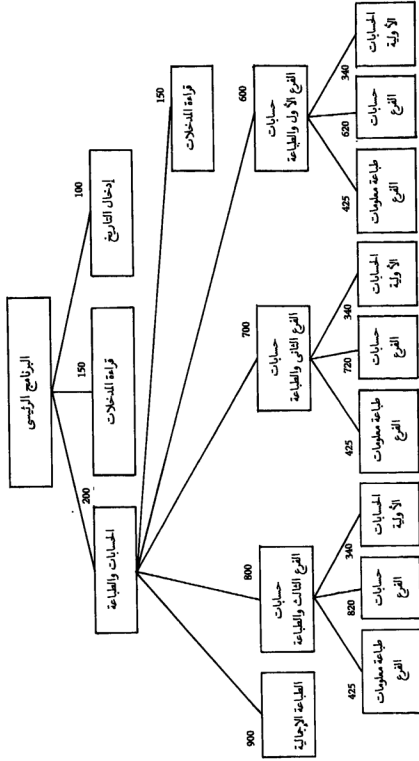 البرنامج الرئيسى
100
إدخال التاريخ
150
قراءة المدخلات
200
الحسابات والطباعة
150
قراءة المدخلات
600
حسابات
الفرع الأول والطباعة
700
حسابات
الفرع الثانى والطباعة
800
حسابات
الفرع الثالث والطباعة
900
الطباعة الإجمالية
340
الحسابات
الأولية
620
حسابات
الفرع
425
طباعة معلومات
الفرع
340
الحسابات
الأولية
720
حسابات
الفرع
425
طباعة معلومات
الفرع
340
الحسابات
الأولية
820
حسابات
الفرع
425
طباعة معلومات
الفرع